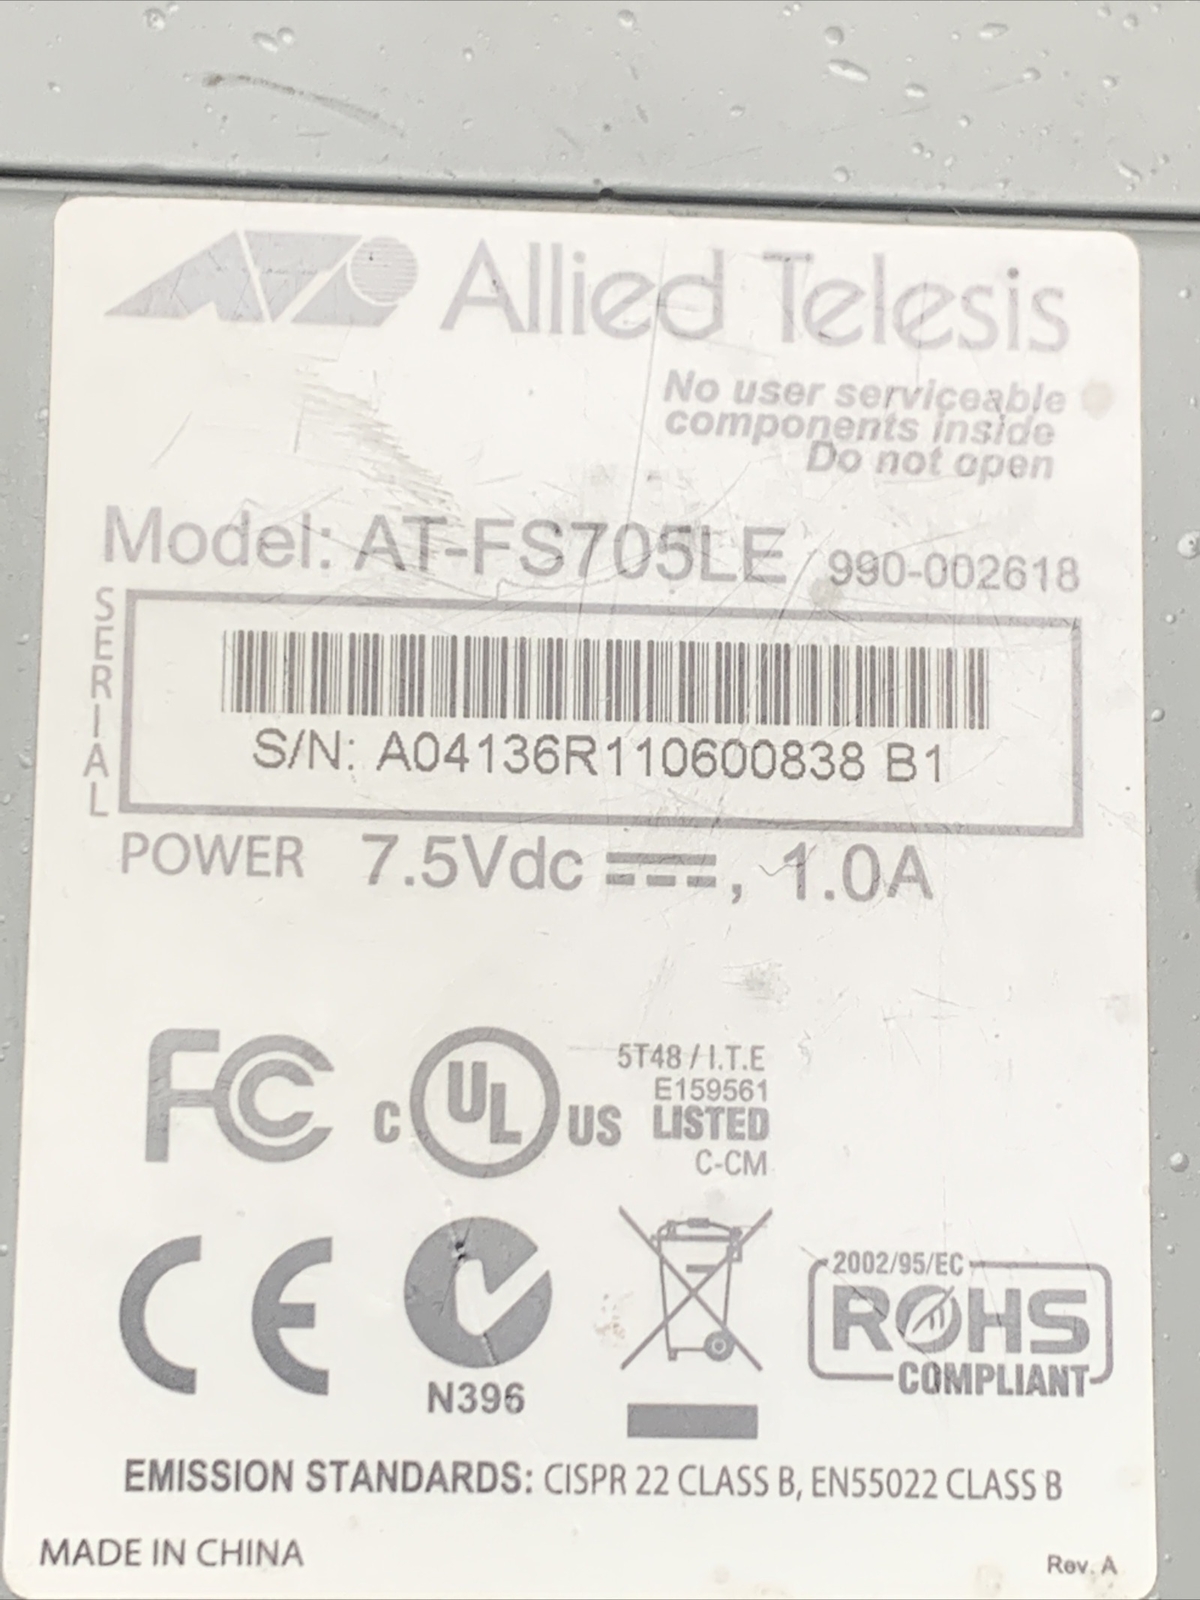 Allied Telesis
No user serviceable
components inside
Do not open
Model: AT-FS705LE 990-002618
SERIAL
S/N: A04136R110600838 B1
POWER 7.5Vdc, 1.0A
FC
C UL US
5T48 / I.T.E
E159561
LISTED
C-CM
CE
N396
2002/95/EC
ROHS
COMPLIANT
EMISSION STANDARDS: CISPR 22 CLASS B, EN55022 CLASS B
MADE IN CHINA
Rev. A